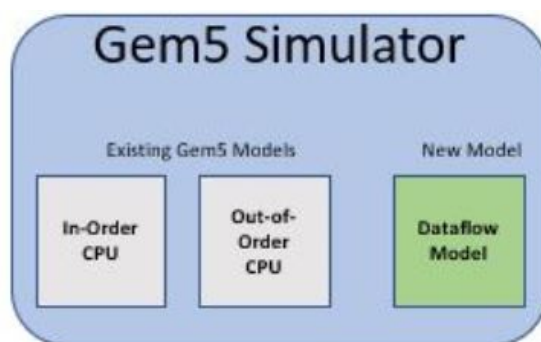 Gem5 Simulator
Existing Gem5 Models
New Model
In-Order
CPU
Out-of-
Order
CPU
Dataflow
Model